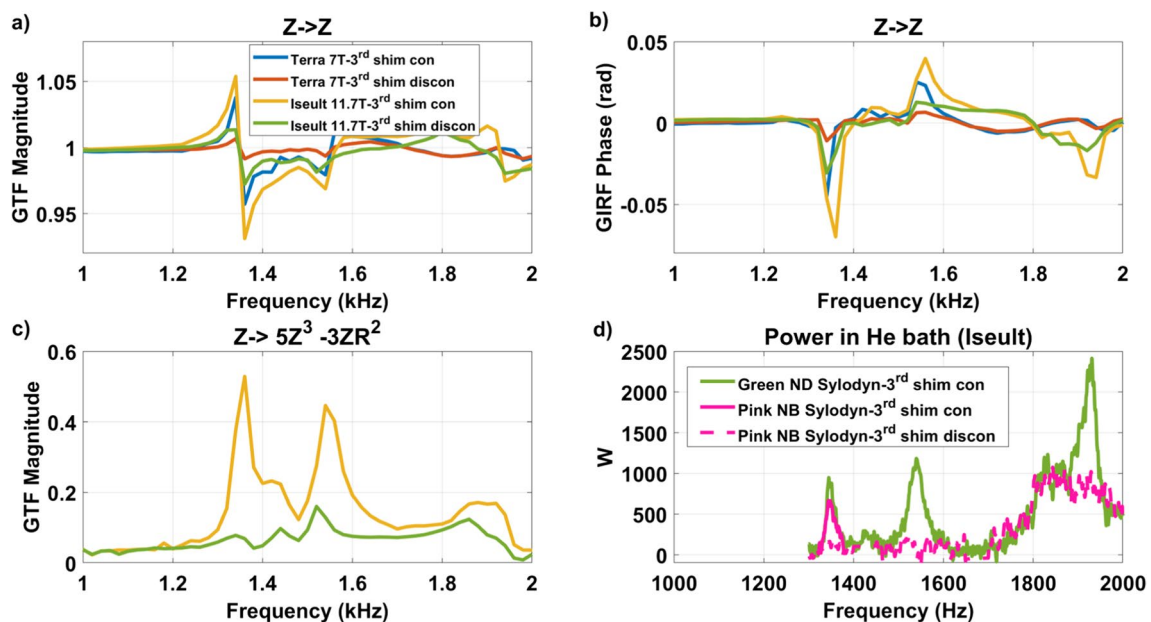 a)
Z->Z
GTF Magnitude
1.05
1
0.95
Terra 7T-3rd shim con
Terra 7T-3rd shim discon
Iseult 11.7T-3rd shim con
Iseult 11.7T-3rd shim discon
1 1.2 1.4 1.6 1.8 2
Frequency (kHz)
b)
Z->Z
GIRF Phase (rad)
0.05
0
-0.05
1 1.2 1.4 1.6 1.8 2
Frequency (kHz)
c)
Z-> 5Z³ -3ZR²
GTF Magnitude
0.6
0.4
0.2
0
1 1.2 1.4 1.6 1.8 2
Frequency (kHz)
d)
Power in He bath (Iseult)
W
2500
2000
1500
1000
500
0
Green ND Sylodyn-3rd shim con
Pink NB Sylodyn-3rd shim con
Pink NB Sylodyn-3rd shim discon
1000 1200 1400 1600 1800 2000
Frequency (Hz)